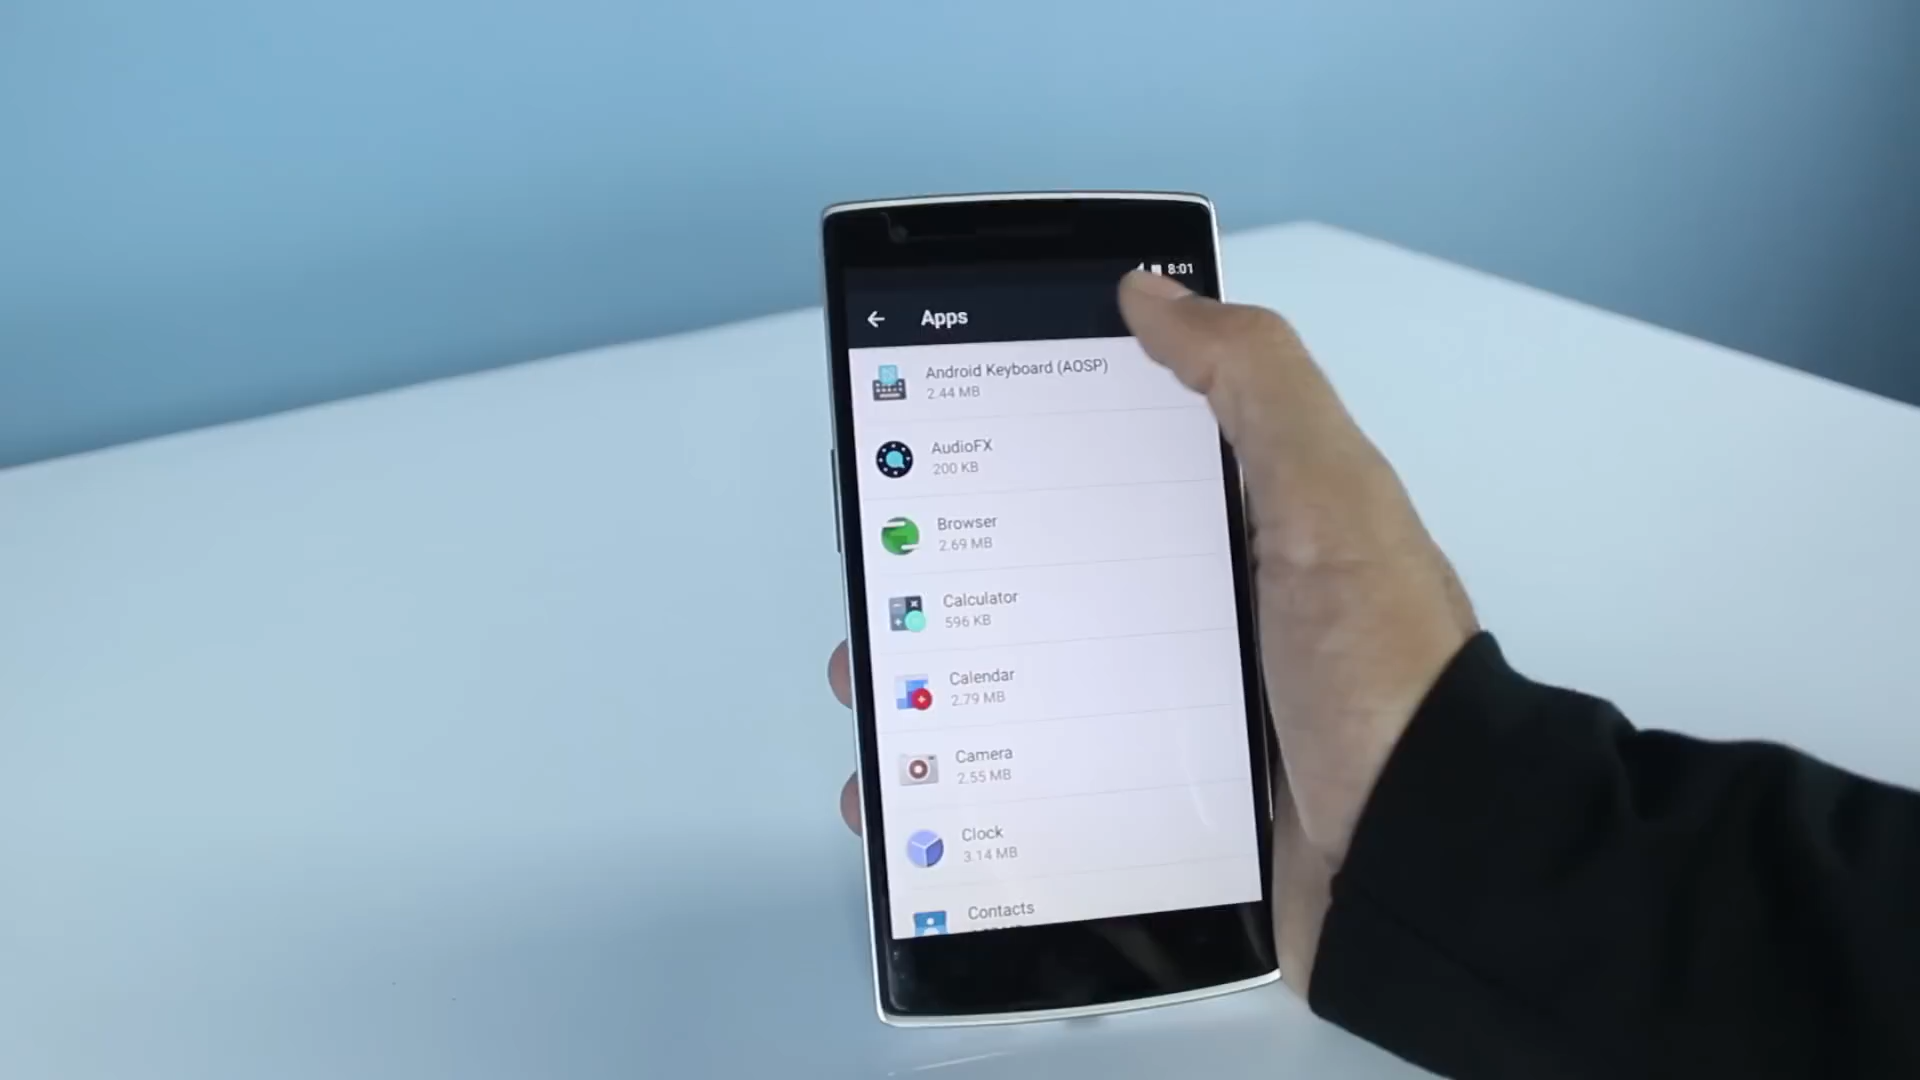 8:01
Apps
Android Keyboard (AOSP)
2.44 MB
AudioFX
200 KB
Browser
2.69 MB
Calculator
596 KB
Calendar
2.79 MB
Camera
2.55 MB
Clock
3.14 MB
Contacts